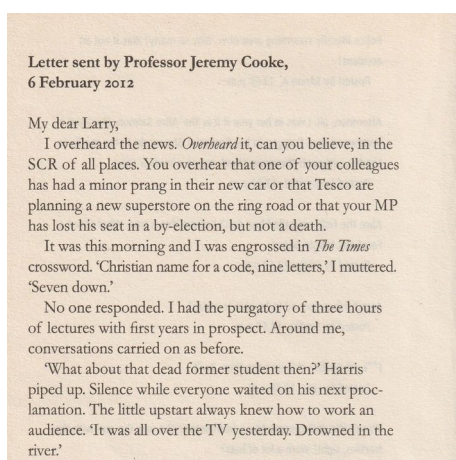 Letter sent by Professor Jeremy Cooke,
6 February 2012
My dear Larry,
I overheard the news. Overheard it, can you believe, in the
SCR of all places. You overhear that one of your colleagues
has had a minor prang in their new car or that Tesco are
planning a new superstore on the ring road or that your MP
has lost his seat in a by-election, but not a death.
It was this morning and I was engrossed in The Times
crossword. ‘Christian name for a code, nine letters,’ I muttered.
‘Seven down.’
No one responded. I had the purgatory of three hours
of lectures with first years in prospect. Around me,
conversations carried on as before.
‘What about that dead former student then?’ Harris
piped up. Silence while everyone waited on his next proc-
lamation. The little upstart always knew how to work an
audience. ‘It was all over the TV yesterday. Drowned in the
river.’